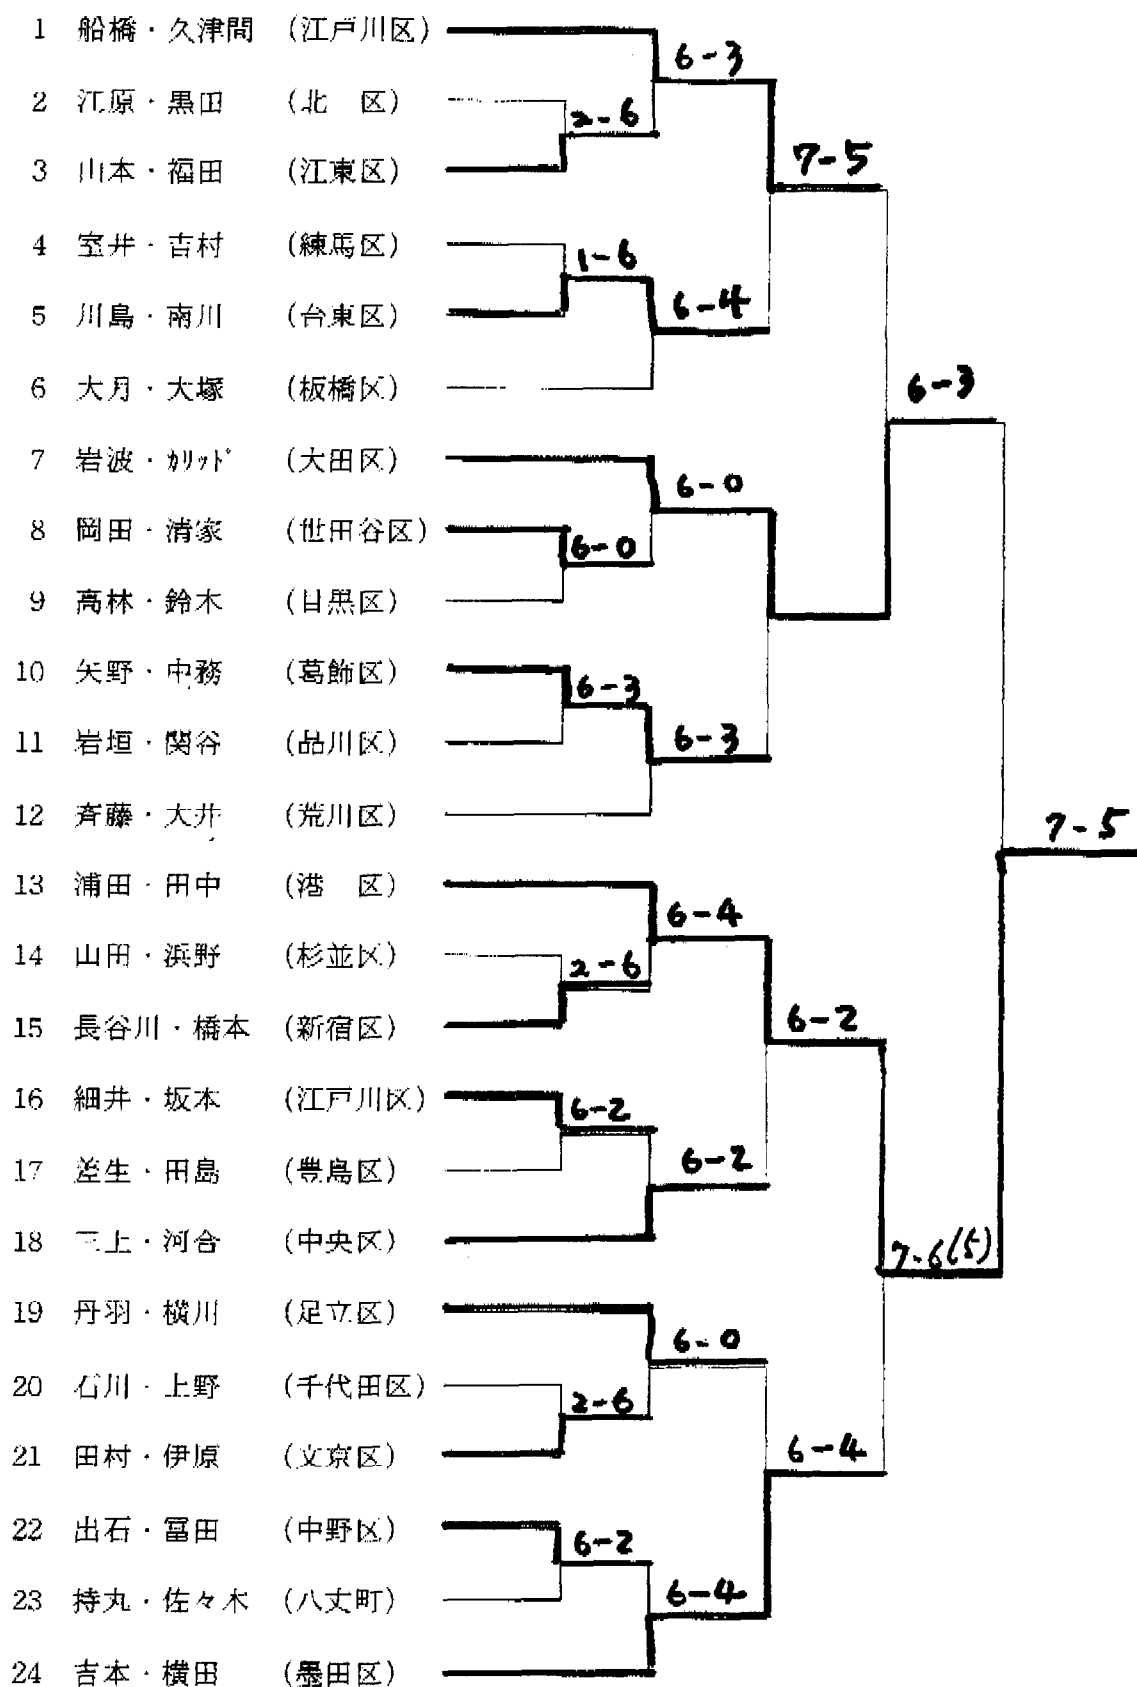 1 船橋・久津間 (江戸川区)
6-3
2 江原・黒田 (北 区)
2-6
3 山本・福田 (江東区)
7-5
4 室井・吉村 (練馬区)
1-6
5 川島・南川 (台東区)
6-4
6 大月・大塚 (板橋区)
6-3
7 岩波・カリッド (大田区)
6-0
8 岡田・清家 (世田谷区)
6-0
9 高林・鈴木 (目黒区)
10 矢野・中務 (葛飾区)
6-3
11 岩垣・関谷 (品川区)
6-3
12 斉藤・大井 (荒川区)
7-5
13 浦田・田中 (港 区)
6-4
14 山田・浜野 (杉並区)
2-6
15 長谷川・橋本 (新宿区)
6-2
16 細井・坂本 (江戸川区)
6-2
17 ・田島 (豊島区)
6-2
18 三上・河合 (中央区)
7-6(5)
19 丹羽・横川 (足立区)
6-0
20 石川・上野 (千代田区)
2-6
21 田村・伊原 (文京区)
6-4
22 出石・冨田 (中野区)
6-2
23 持丸・佐々木 (八丈町)
6-4
24 吉本・横田 (墨田区)